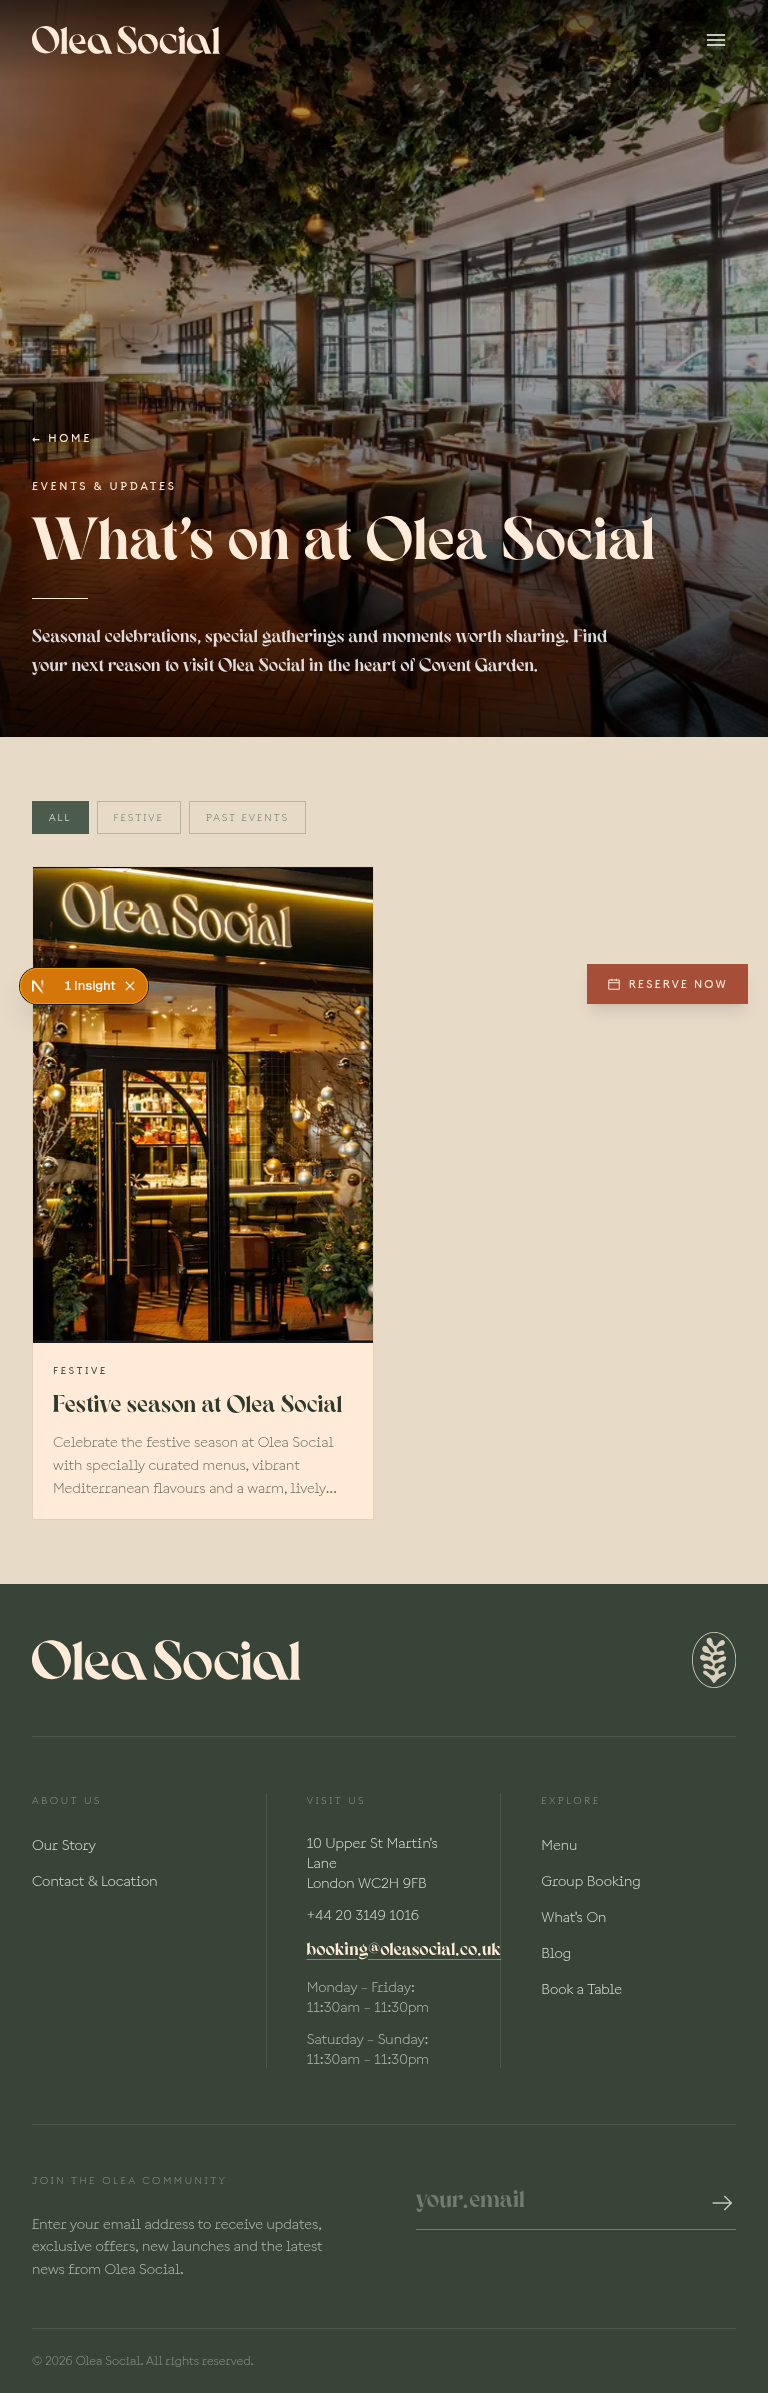 Olea Social
← HOME
EVENTS & UPDATES
What's on at Olea Social
Seasonal celebrations, special gatherings and moments worth sharing. Find
your next reason to visit Olea Social in the heart of Covent Garden.
ALL
FESTIVE
PAST EVENTS
Olea Social
N 1 Insight
RESERVE NOW
FESTIVE
Festive season at Olea Social
Celebrate the festive season at Olea Social
with specially curated menus, vibrant
Mediterranean flavours and a warm, lively...
Olea Social
ABOUT US
Our Story
Contact & Location
VISIT US
10 Upper St Martin's
Lane
London WC2H 9FB
+44 20 3149 1016
booking@oleasocial.co.uk
Monday – Friday:
11:30am – 11:30pm
Saturday – Sunday:
11:30am – 11:30pm
EXPLORE
Menu
Group Booking
What's On
Blog
Book a Table
JOIN THE OLEA COMMUNITY
Enter your email address to receive updates,
exclusive offers, new launches and the latest
news from Olea Social.
your.email
© 2026 Olea Social. All rights reserved.